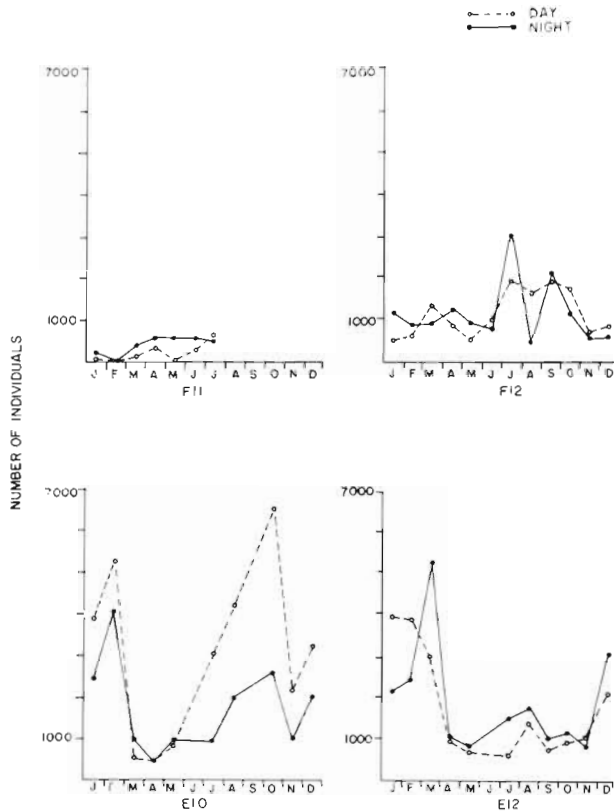 DAY
NIGHT
NUMBER OF INDIVIDUALS
7000
1000
J F M A M J J A S O N D
F11
7000
1000
J F M A M J J A S O N D
F12
7000
1000
J F M A M J J A S O N D
E10
7000
1000
J F M A M J J A S O N D
E12